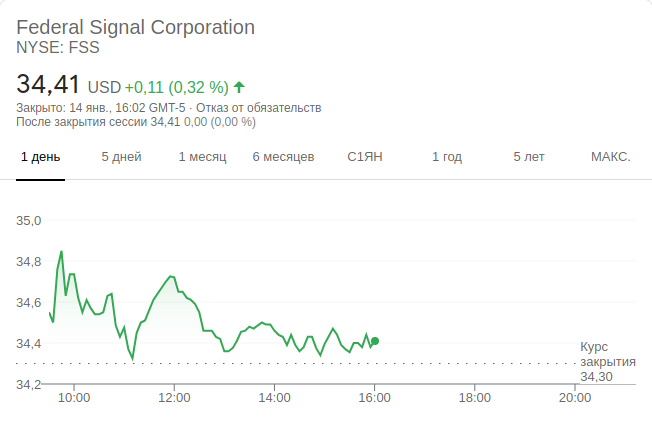 Federal Signal Corporation
NYSE: FSS
34,41 USD +0,11 (0,32 %)
Закрыто: 14 янв., 16:02 GMT-5 · Отказ от обязательств
После закрытия сессии 34,41 0,00 (0,00 %)
1 день 5 дней 1 месяц 6 месяцев С1ЯН 1 год 5 лет МАКС.
35,0
34,8
34,6
34,4
Курс
закрытия
34,30
34,2
10:00 12:00 14:00 16:00 18:00 20:00